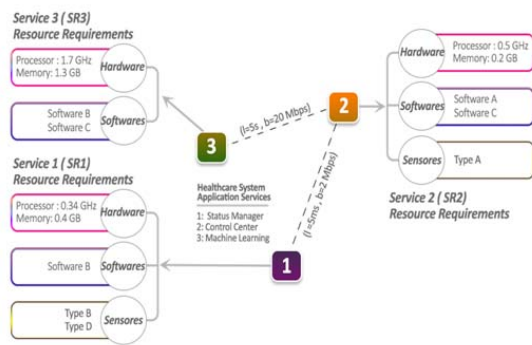 Service 3 ( SR3)
Resource Requirements
Processor : 1.7 GHz
Memory: 1.3 GB
Hardware
Software B
Software C
Softwares
Service 1 ( SR1)
Resource Requirements
Processor : 0.34 GHz
Memory: 0.4 GB
Hardware
Software B
Softwares
Type B
Type D
Sensores
3
(l=5s , b=20 Mbps)
2
(l =5ms , b=2 Mbps)
1
Healthcare System
Application Services
1: Status Manager
2: Control Center
3: Machine Learning
Hardware
Processor : 0.5 GHz
Memory: 0.2 GB
Softwares
Software A
Software C
Sensores
Type A
Service 2 ( SR2)
Resource Requirements